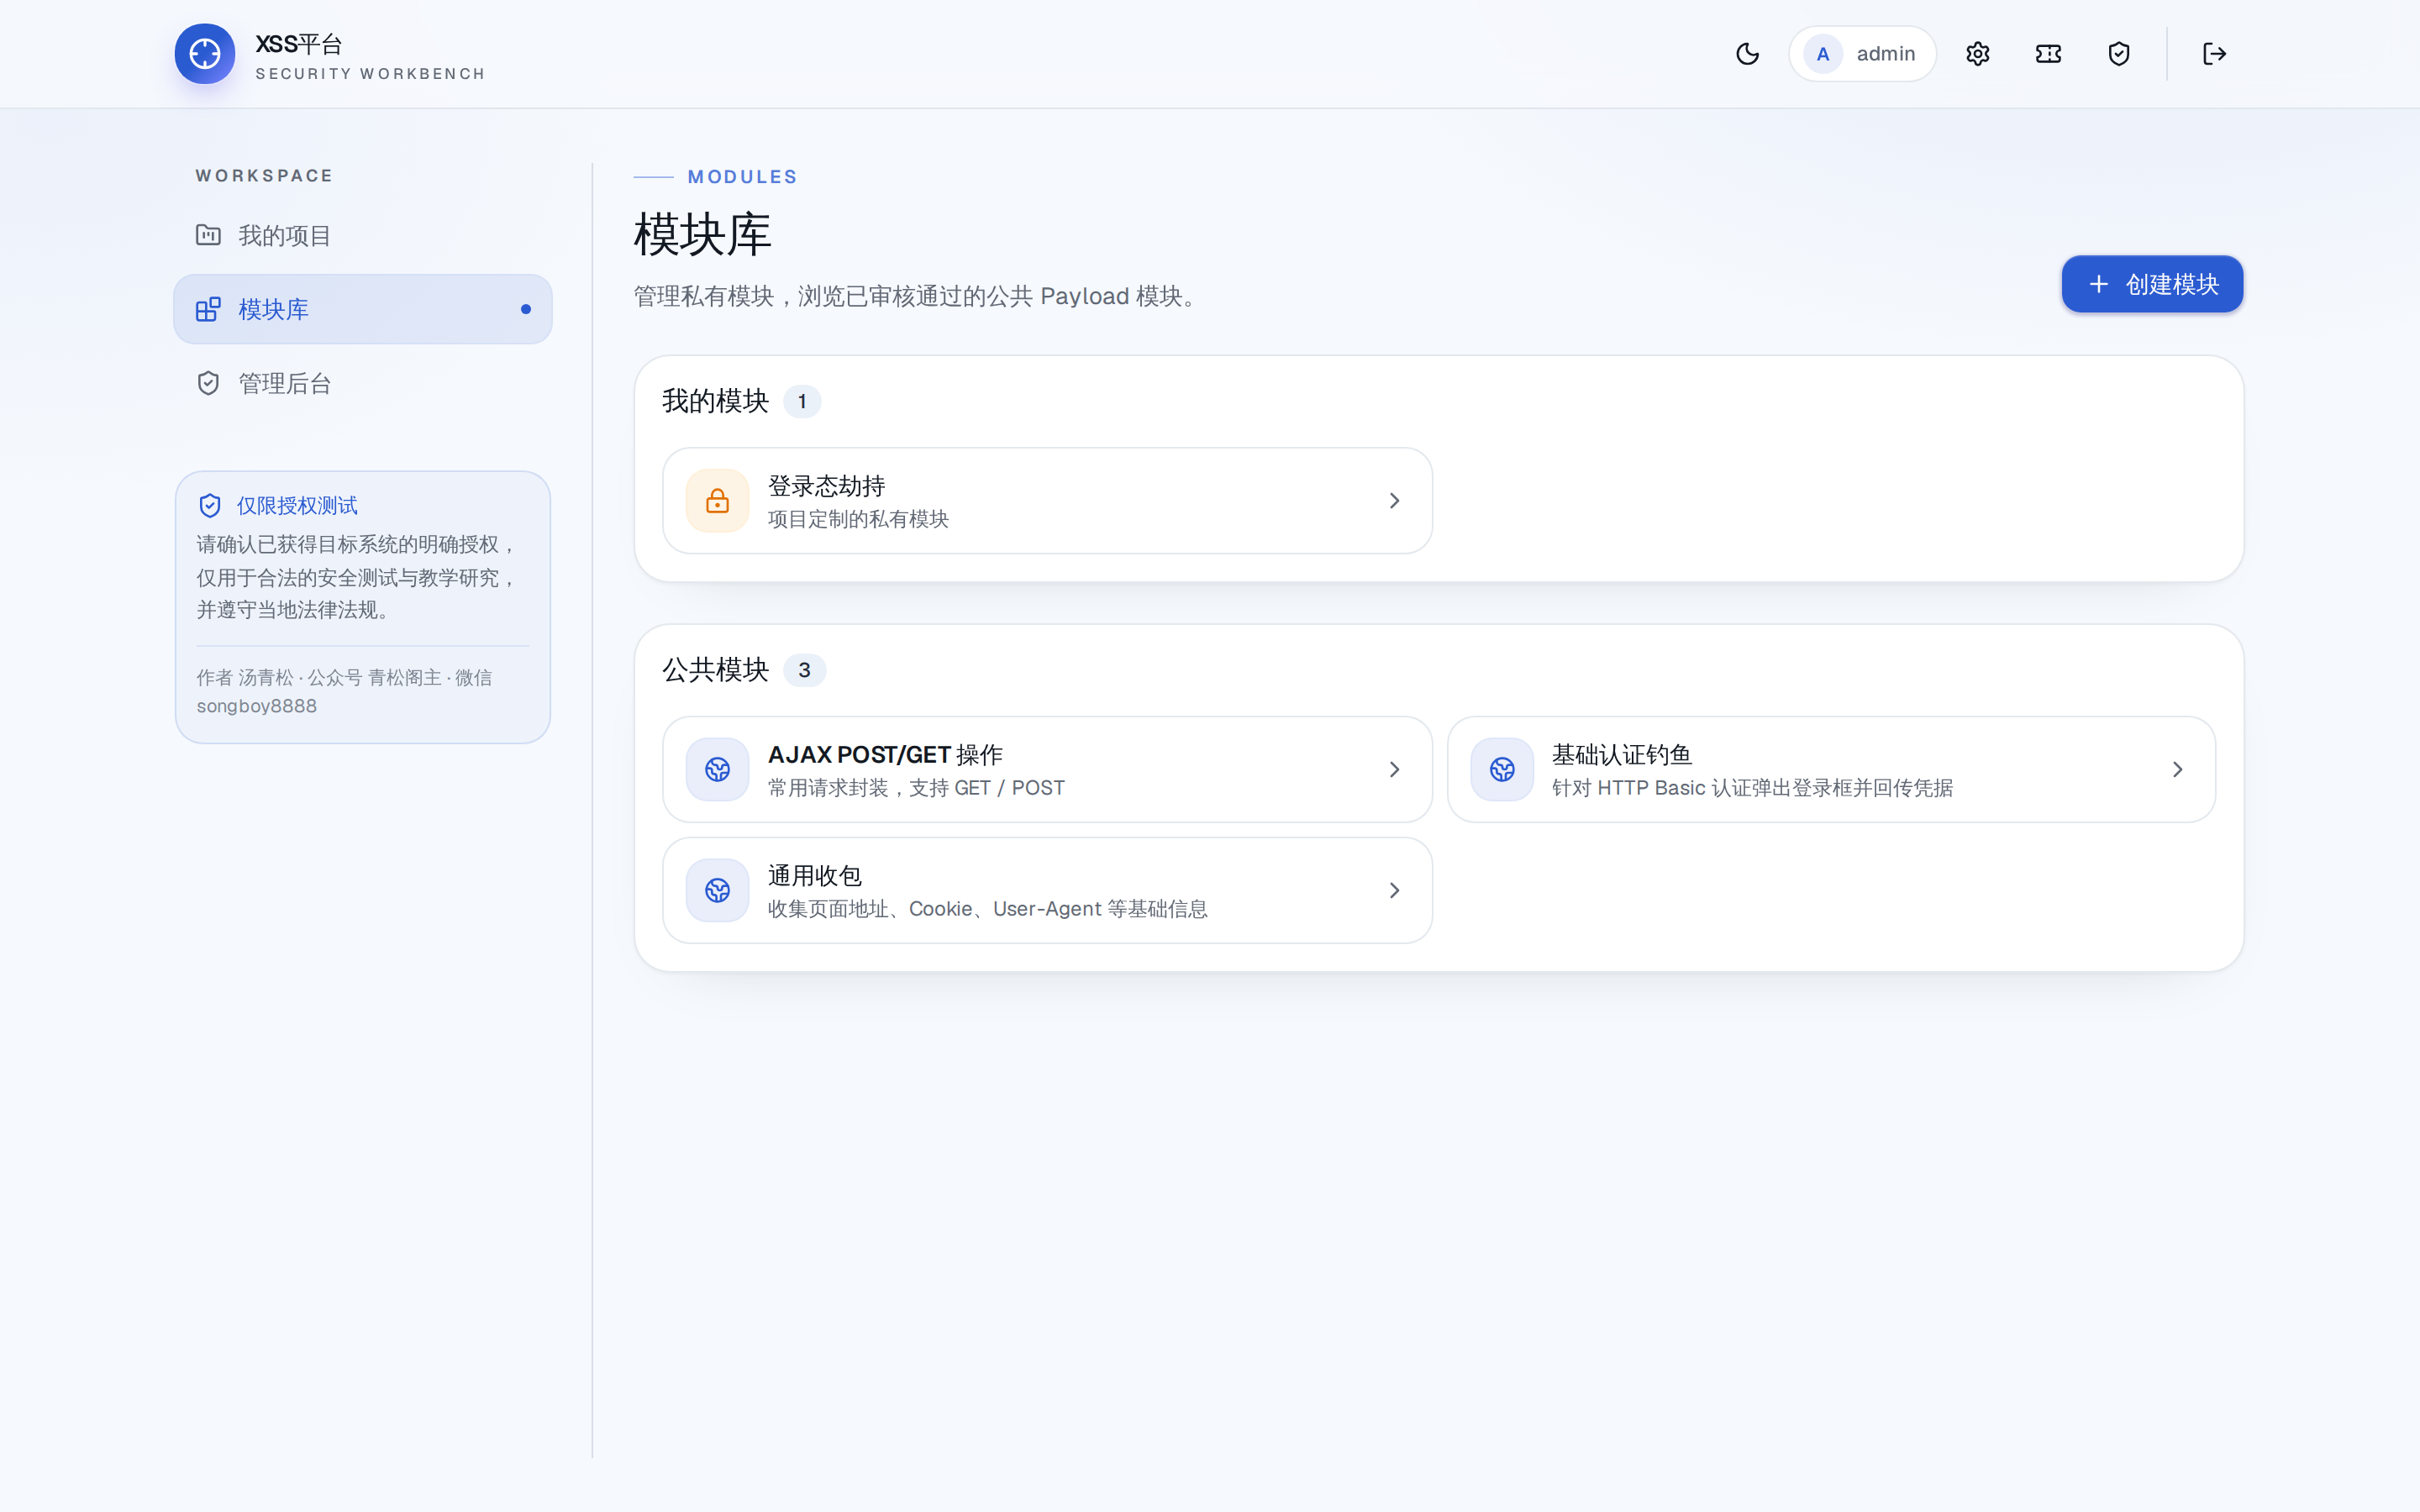 XSS平台
SECURITY WORKBENCH
A
admin
WORKSPACE
我的项目
模块库
管理后台
仅限授权测试
请确认已获得目标系统的明确授权，
仅用于合法的安全测试与教学研究，
并遵守当地法律法规。
作者 汤青松 · 公众号 青松阁主 · 微信
songboy8888
MODULES
模块库
管理私有模块，浏览已审核通过的公共 Payload 模块。
创建模块
我的模块 1
登录态劫持
项目定制的私有模块
公共模块 3
AJAX POST/GET 操作
常用请求封装，支持 GET / POST
基础认证钓鱼
针对 HTTP Basic 认证弹出登录框并回传凭据
通用收包
收集页面地址、Cookie、User-Agent 等基础信息